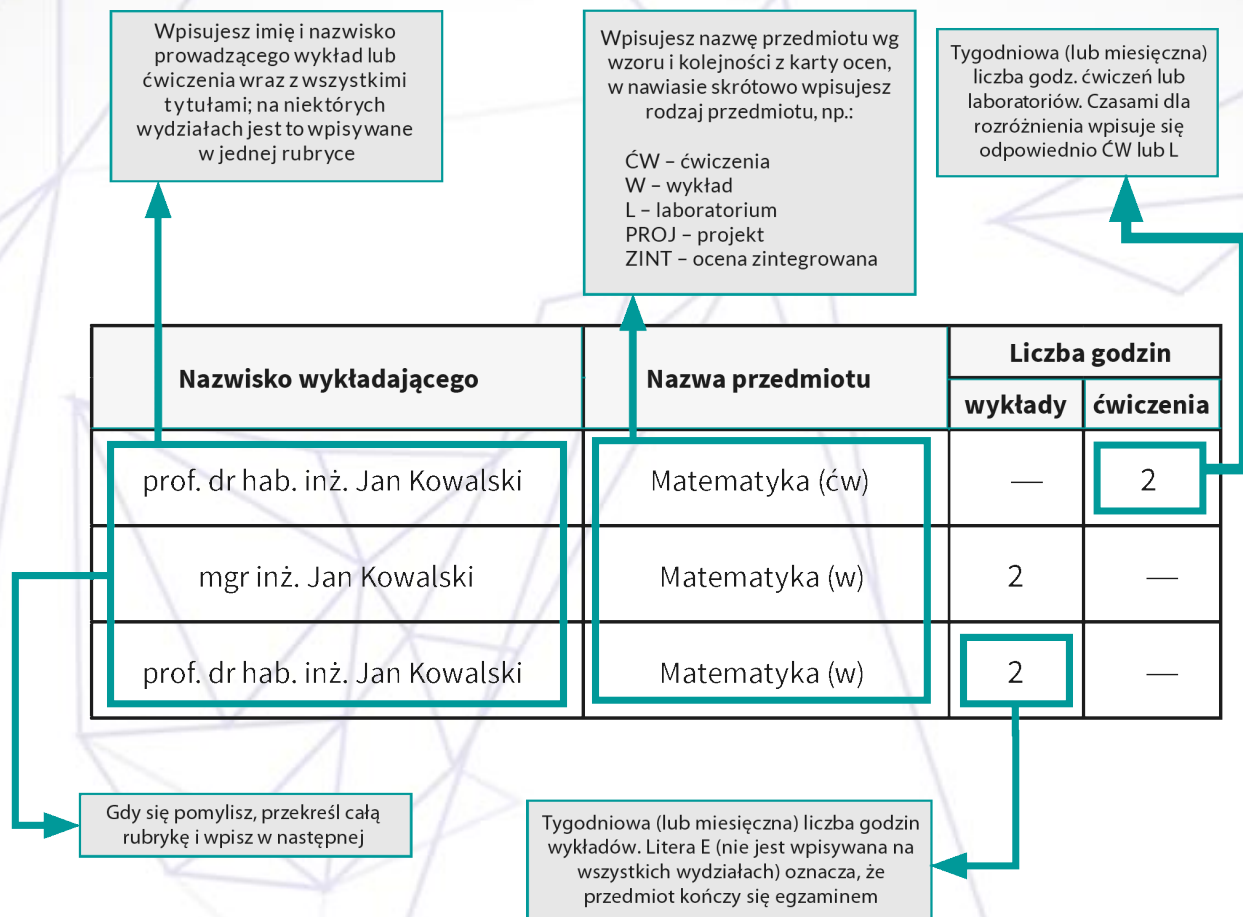 Wpisujesz imię i nazwisko
prowadzącego wykład lub
ćwiczenia wraz z wszystkimi
tytułami; na niektórych
wydziałach jest to wpisywane
w jednej rubryce
Wpisujesz nazwę przedmiotu wg
wzoru i kolejności z karty ocen,
w nawiasie skrótowo wpisujesz
rodzaj przedmiotu, np.:
ĆW – ćwiczenia
W – wykład
L – laboratorium
PROJ – projekt
ZINT – ocena zintegrowana
Tygodniowa (lub miesięczna)
liczba godz. ćwiczeń lub
laboratoriów. Czasami dla
rozróżnienia wpisuje się
odpowiednio ĆW lub L
Nazwisko wykładającego
Nazwa przedmiotu
Liczba godzin
wykłady
ćwiczenia
prof. dr hab. inż. Jan Kowalski
Matematyka (ćw)
—
2
mgr inż. Jan Kowalski
Matematyka (w)
2
—
prof. dr hab. inż. Jan Kowalski
Matematyka (w)
2
—
Gdy się pomylisz, przekreśl całą
rubrykę i wpisz w następnej
Tygodniowa (lub miesięczna) liczba godzin
wykładów. Litera E (nie jest wpisywana na
wszystkich wydziałach) oznacza, że
przedmiot kończy się egzaminem